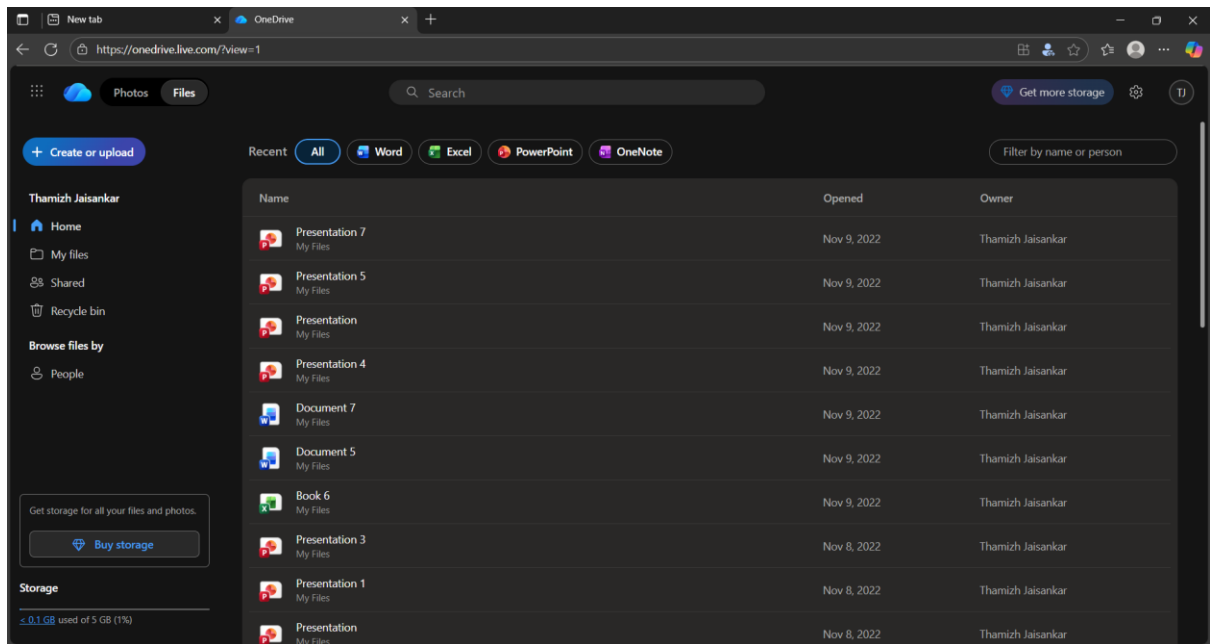 New tab
OneDrive
https://onedrive.live.com/?view=1
Photos Files Search Get more storage TJ
+ Create or upload
Recent All Word Excel PowerPoint OneNote Filter by name or person
Thamizh Jaisankar
Home
My files
Shared
Recycle bin
Browse files by
People
Get storage for all your files and photos.
Buy storage
Storage
< 0.1 GB used of 5 GB (1%)
Name Opened Owner
Presentation 7 Nov 9, 2022 Thamizh Jaisankar
My Files
Presentation 5 Nov 9, 2022 Thamizh Jaisankar
My Files
Presentation Nov 9, 2022 Thamizh Jaisankar
My Files
Presentation 4 Nov 9, 2022 Thamizh Jaisankar
My Files
Document 7 Nov 9, 2022 Thamizh Jaisankar
My Files
Document 5 Nov 9, 2022 Thamizh Jaisankar
My Files
Book 6 Nov 9, 2022 Thamizh Jaisankar
My Files
Presentation 3 Nov 8, 2022 Thamizh Jaisankar
My Files
Presentation 1 Nov 8, 2022 Thamizh Jaisankar
My Files
Presentation Nov 8, 2022 Thamizh Jaisankar
My Files